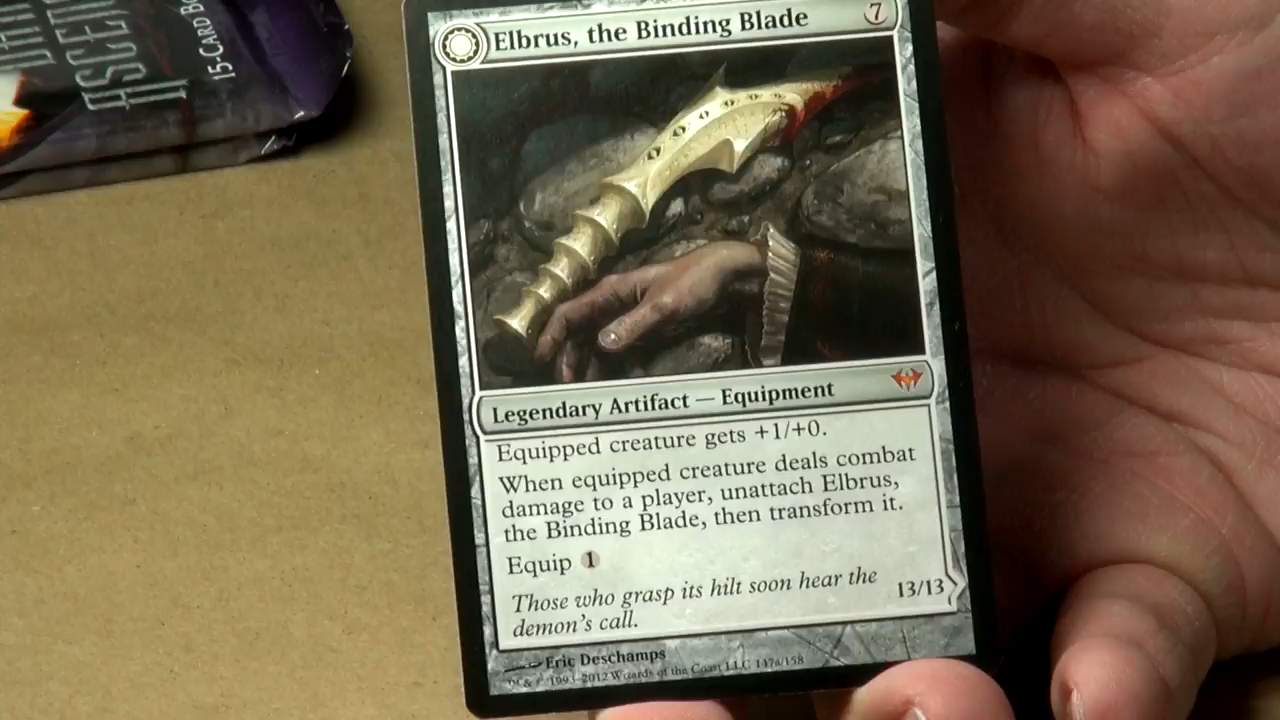 ASCEN
15-CARD BO
Elbrus, the Binding Blade 7
Legendary Artifact — Equipment
Equipped creature gets +1/+0.
When equipped creature deals combat
damage to a player, unattach Elbrus,
the Binding Blade, then transform it.
Equip 1
Those who grasp its hilt soon hear the
demon's call.
13/13
Eric Deschamps
1993-2012 Wizards of the Coast LLC 147a/158